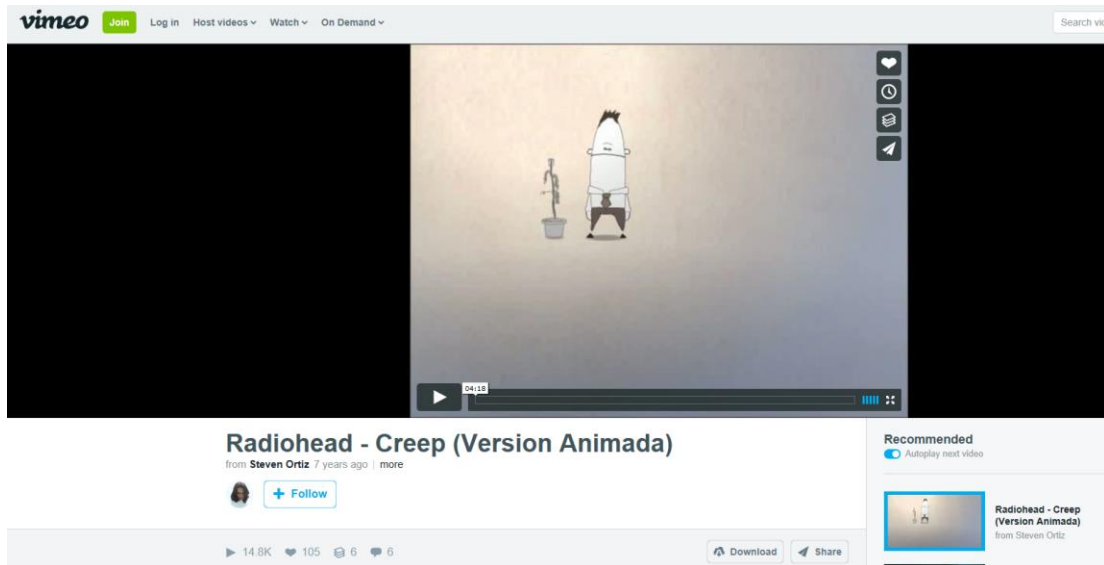 vimeo Join Log in Host videos Watch On Demand Search vid
04:18
Radiohead - Creep (Version Animada)
from Steven Ortiz 7 years ago | more
+ Follow
14.8K 105 6 6
Download Share
Recommended
Autoplay next video
Radiohead - Creep
(Version Animada)
from Steven Ortiz